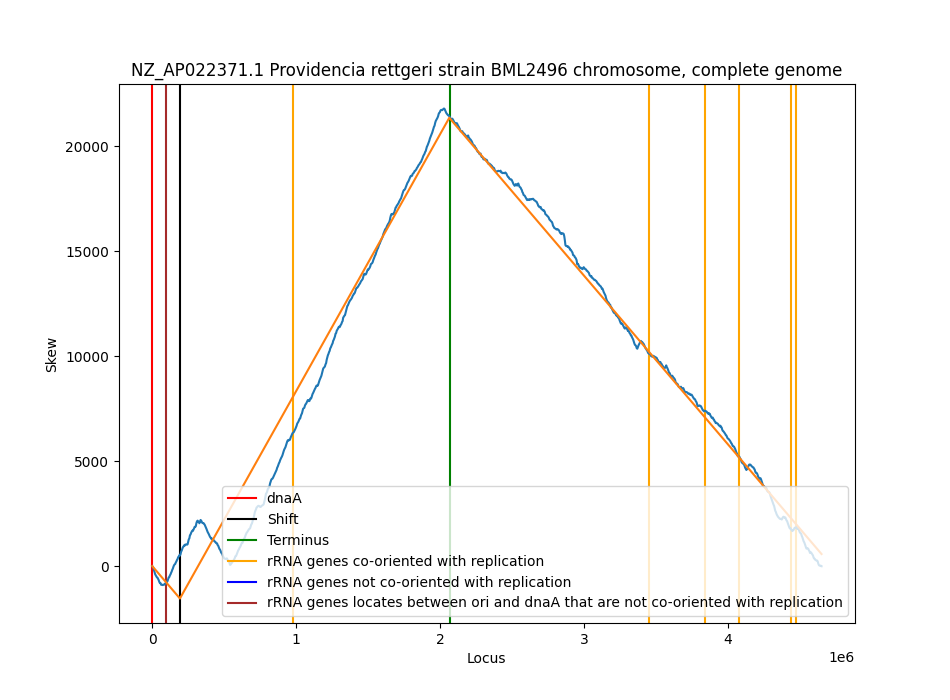 NZ_AP022371.1 Providencia rettgeri strain BML2496 chromosome, complete genome
Skew
20000
15000
10000
5000
0
dnaA
Shift
Terminus
rRNA genes co-oriented with replication
rRNA genes not co-oriented with replication
rRNA genes locates between ori and dnaA that are not co-oriented with replication
0 1 2 3 4
Locus
1e6